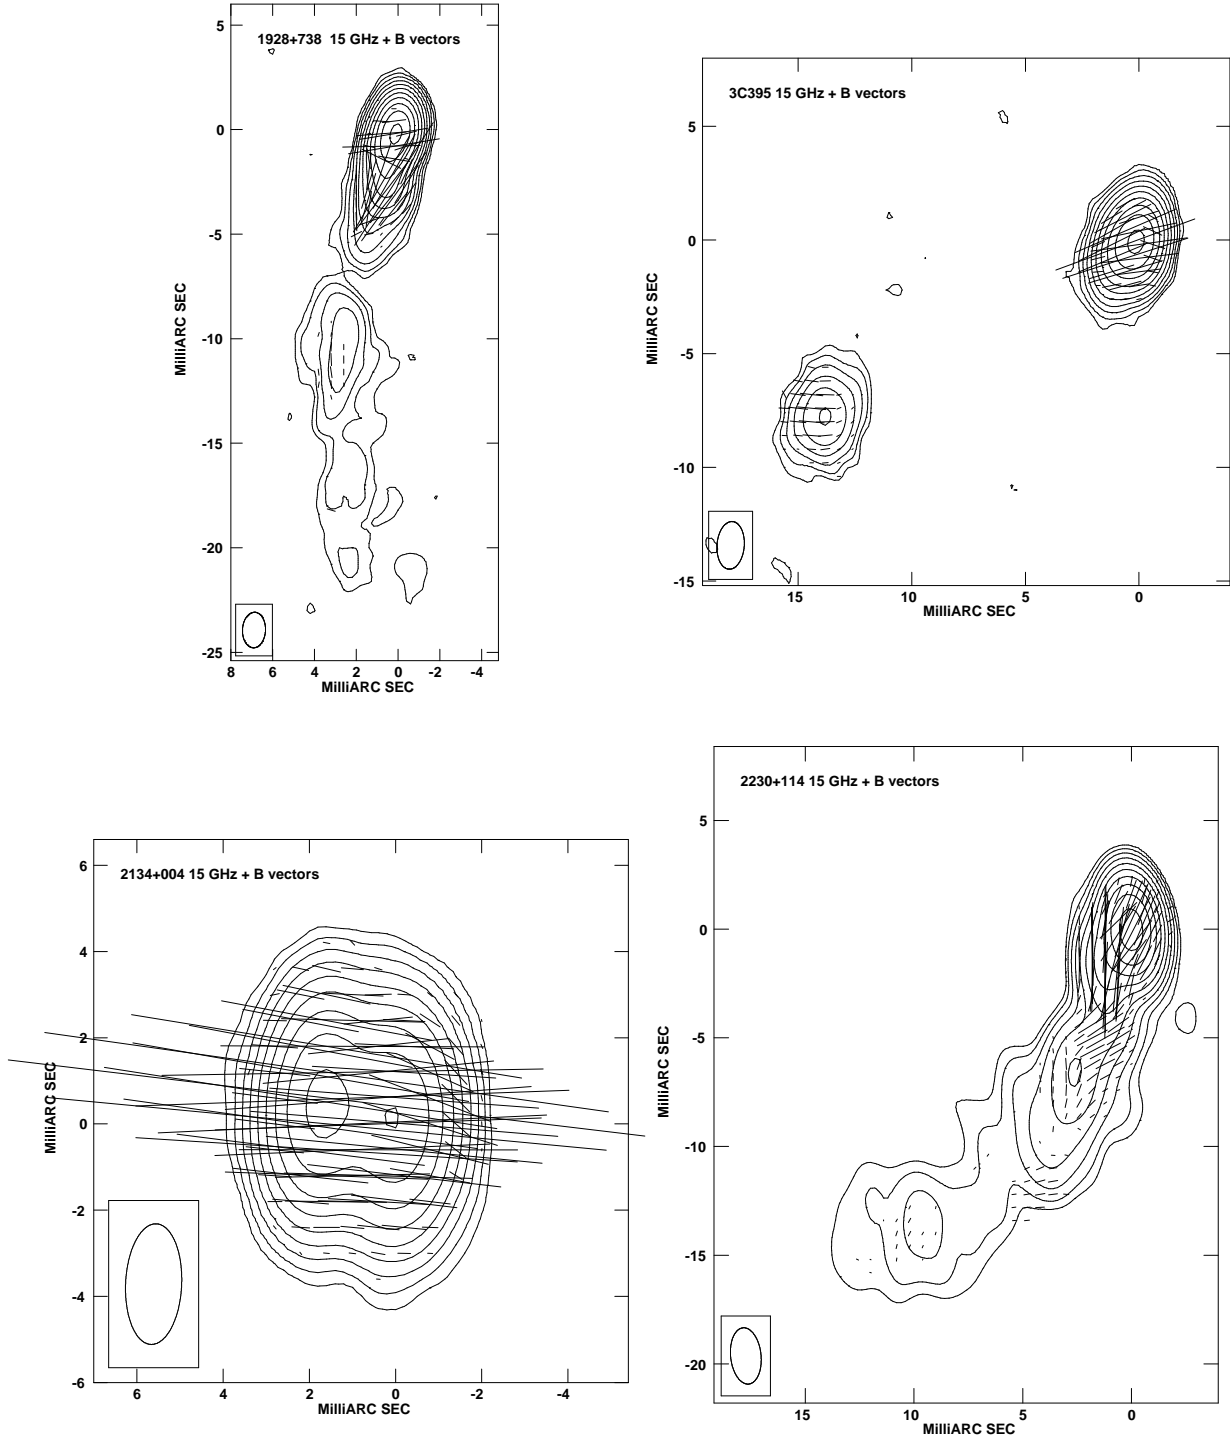 1928+738 15 GHz + B vectors
MilliARC SEC
5
0
-5
-10
-15
-20
-25
8 6 4 2 0 -2 -4
MilliARC SEC
3C395 15 GHz + B vectors
MilliARC SEC
5
0
-5
-10
-15
15 10 5 0
MilliARC SEC
2134+004 15 GHz + B vectors
MilliARC SEC
6
4
2
0
-2
-4
-6
6 4 2 0 -2 -4
MilliARC SEC
2230+114 15 GHz + B vectors
MilliARC SEC
5
0
-5
-10
-15
-20
15 10 5 0
MilliARC SEC